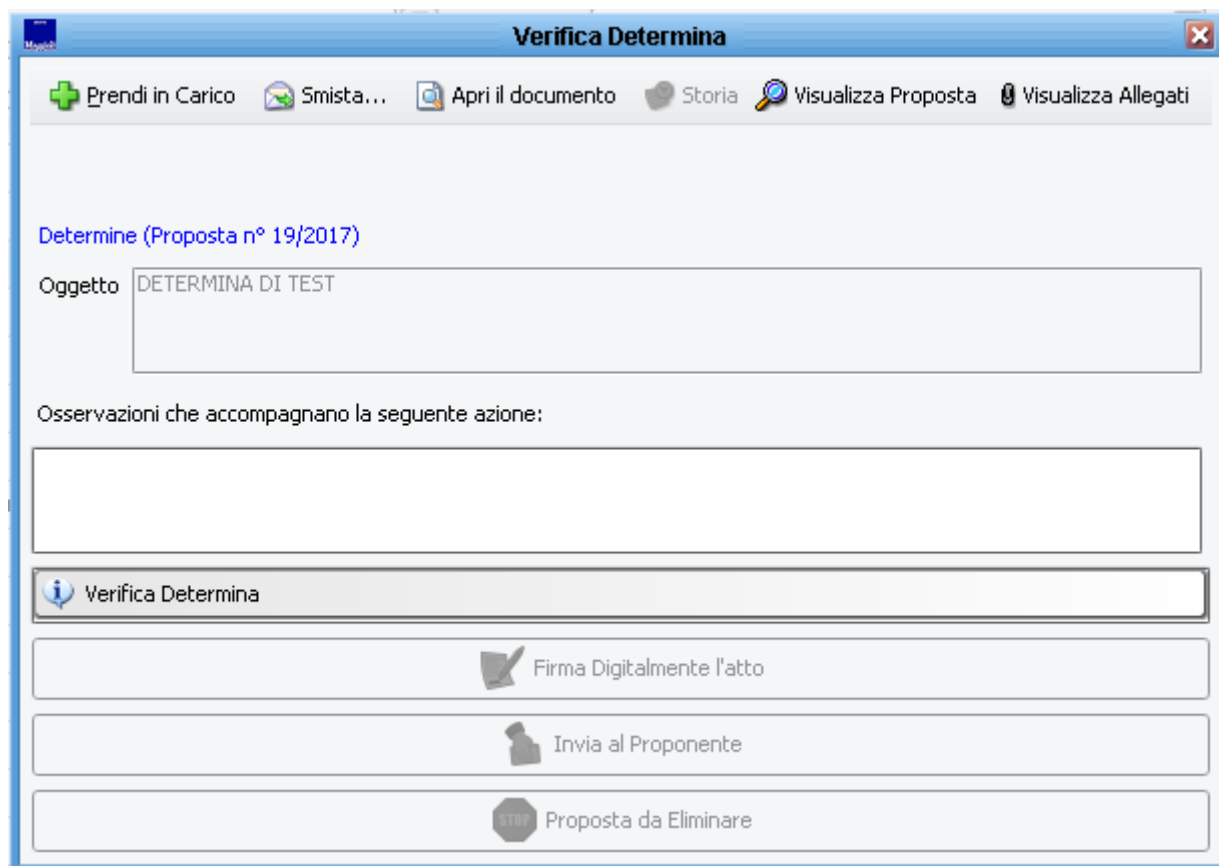 Verifica Determina
Prendi in Carico Smista... Apri il documento Storia Visualizza Proposta Visualizza Allegati
Determine (Proposta n° 19/2017)
Oggetto DETERMINA DI TEST
Osservazioni che accompagnano la seguente azione:
Verifica Determina
Firma Digitalmente l'atto
Invia al Proponente
STOP Proposta da Eliminare